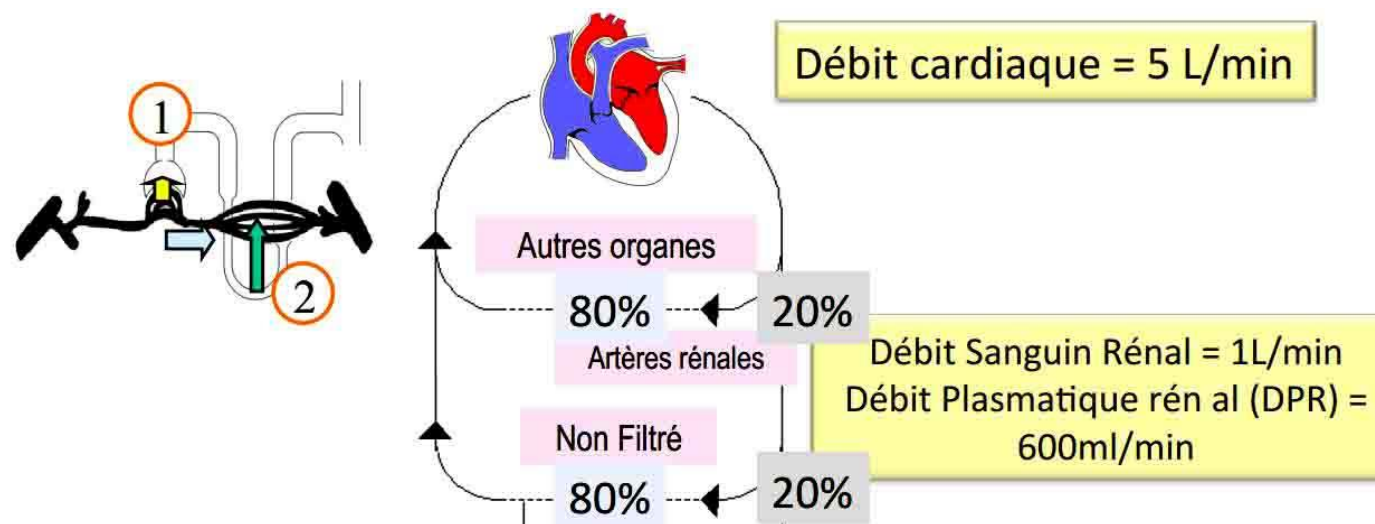 Débit cardiaque = 5 L/min
1
2
Autres organes
80%
20%
Artères rénales
Débit Sanguin Rénal = 1L/min
Débit Plasmatique rén al (DPR) =
600ml/min
Non Filtré
80%
20%